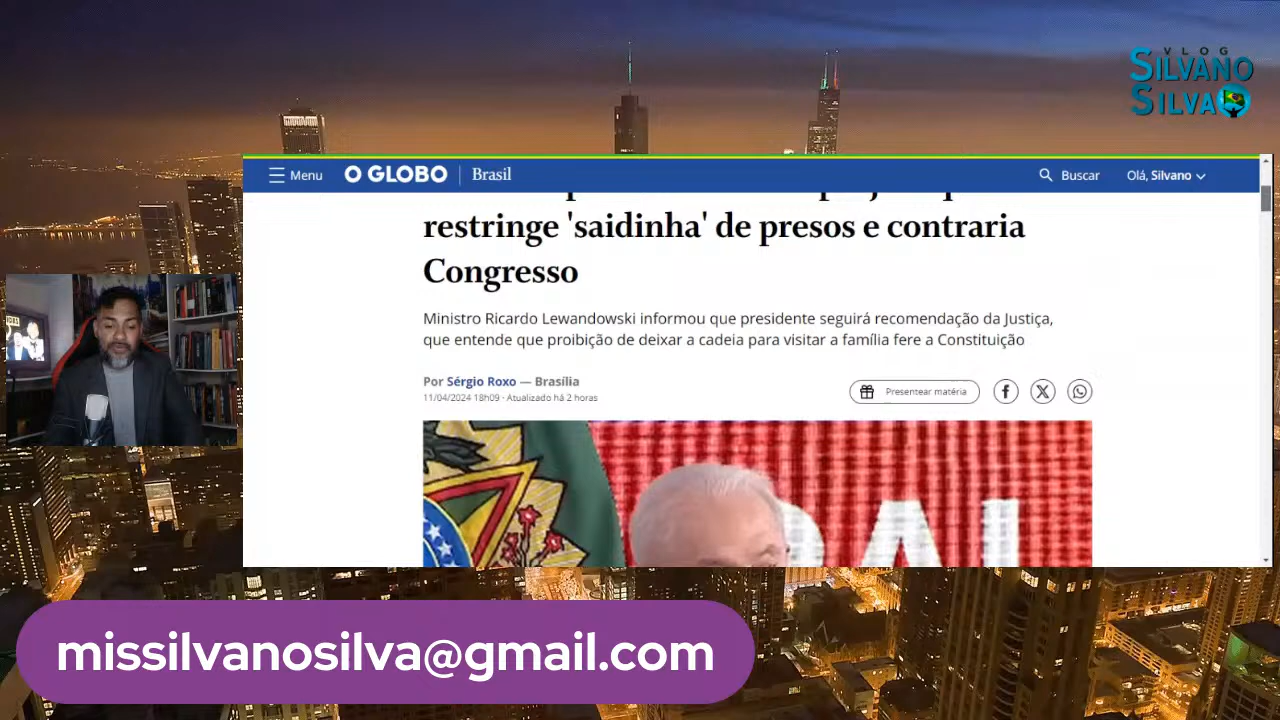 VLOG
SILVANO
SILVA
Menu
O GLOBO
Brasil
Buscar
Olá, Silvano
restringe 'saidinha' de presos e contraria
Congresso
Ministro Ricardo Lewandowski informou que presidente seguirá recomendação da Justiça,
que entende que proibição de deixar a cadeia para visitar a família fere a Constituição
Por Sérgio Roxo — Brasília
11/04/2024 18h09 · Atualizado há 2 horas
Presentear matéria
missilvanosilva@gmail.com